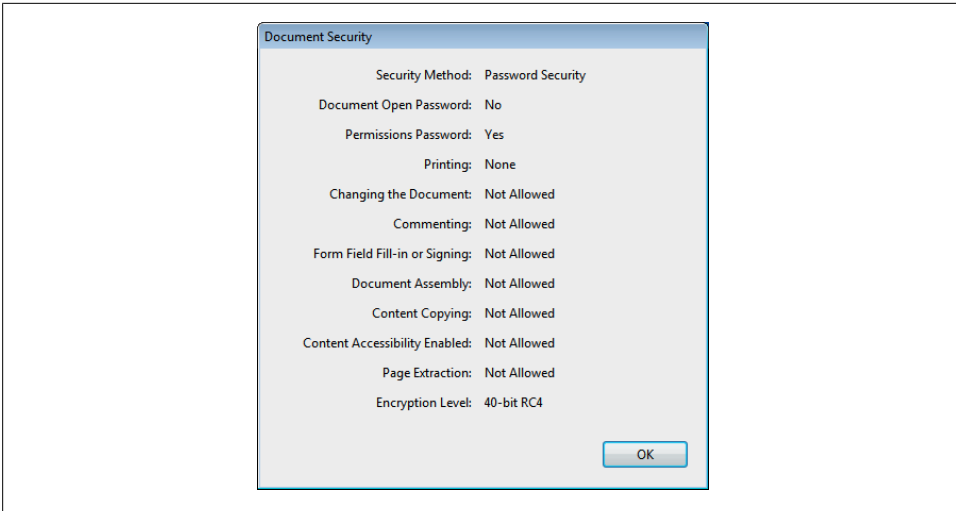 Document Security
Security Method: Password Security
Document Open Password: No
Permissions Password: Yes
Printing: None
Changing the Document: Not Allowed
Commenting: Not Allowed
Form Field Fill-in or Signing: Not Allowed
Document Assembly: Not Allowed
Content Copying: Not Allowed
Content Accessibility Enabled: Not Allowed
Page Extraction: Not Allowed
Encryption Level: 40-bit RC4
OK